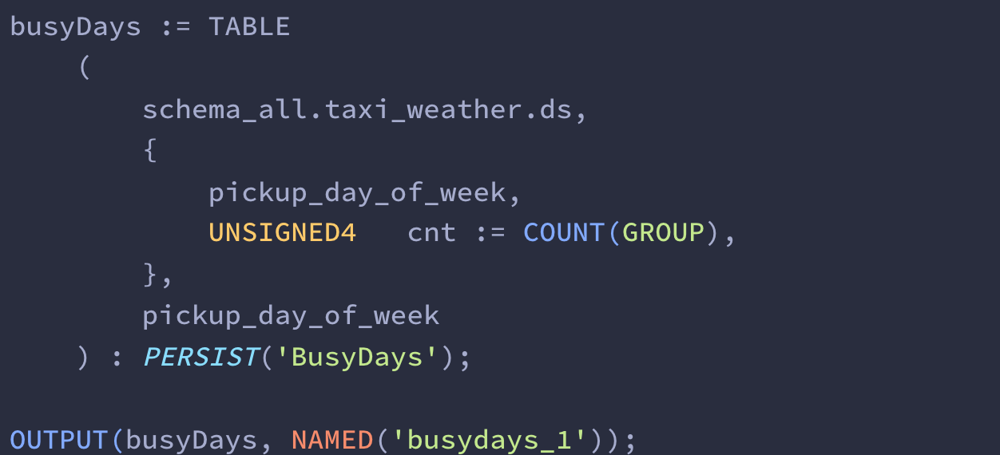 busyDays := TABLE
    (
        schema_all.taxi_weather.ds,
        {
            pickup_day_of_week,
            UNSIGNED4   cnt := COUNT(GROUP),
        },
        pickup_day_of_week
    ) : PERSIST('BusyDays');

OUTPUT(busyDays, NAMED('busydays_1'));